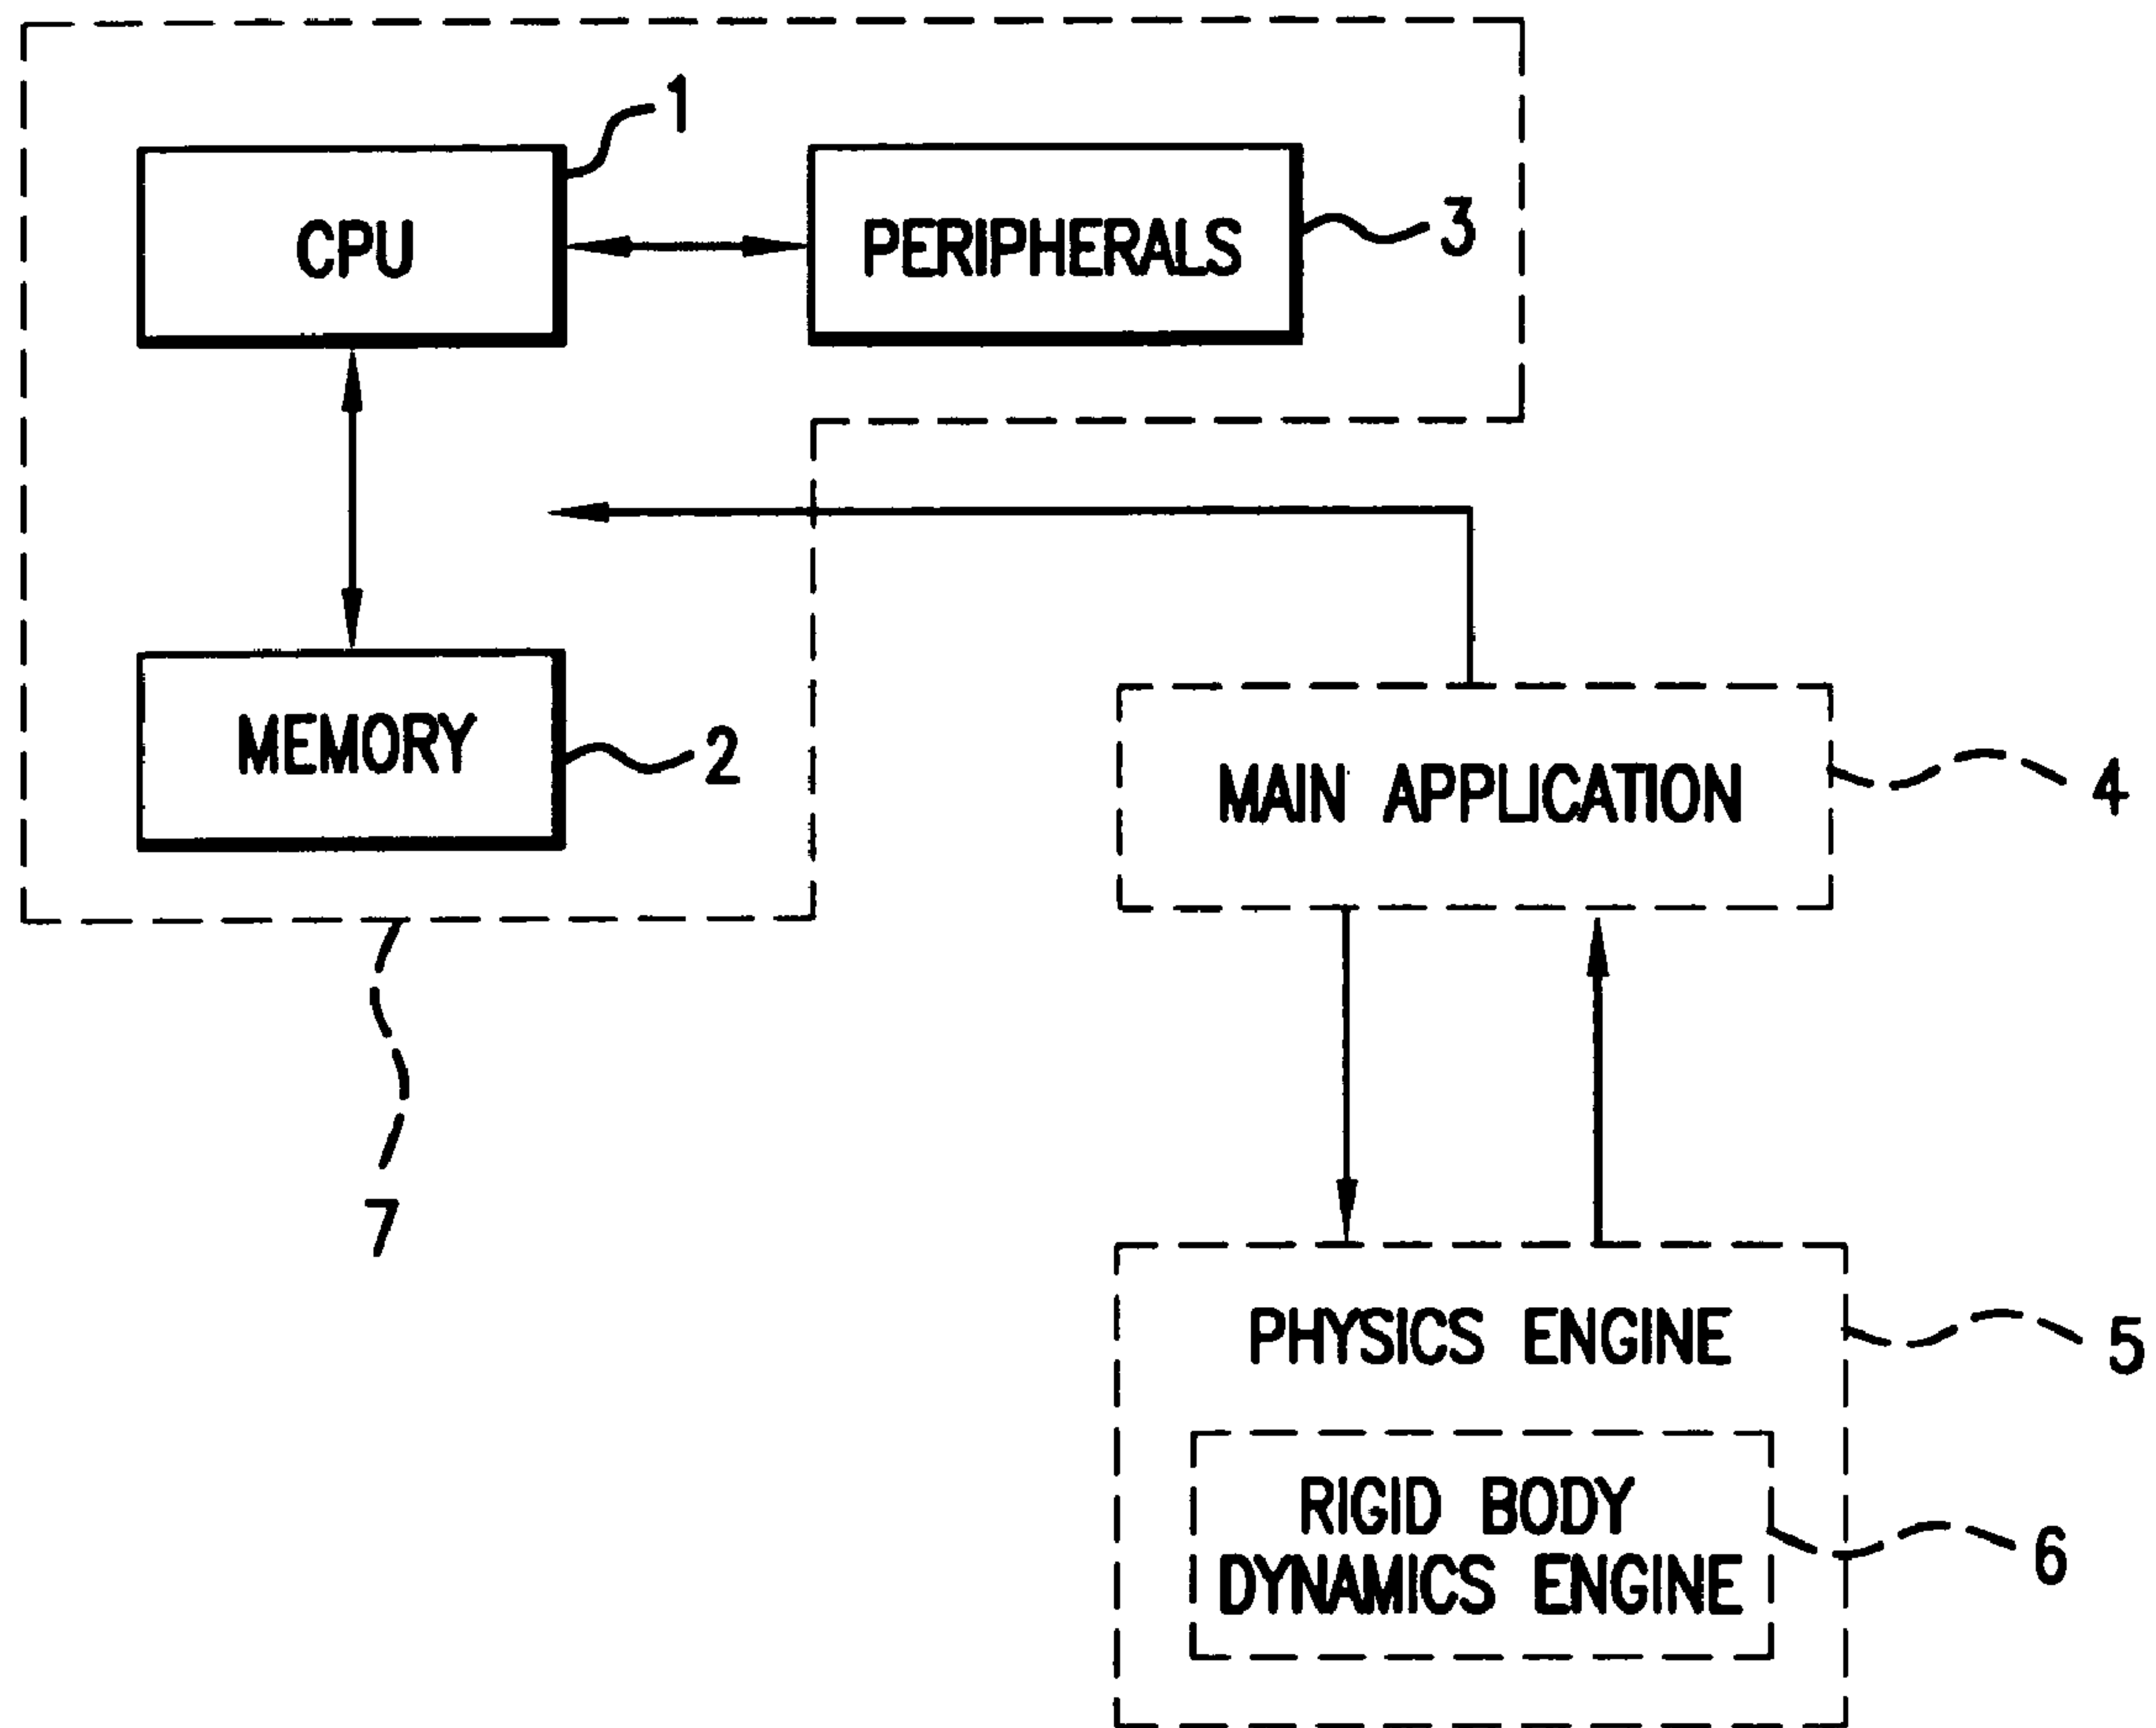 1
CPU
PERIPHERALS
3
MEMORY
2
MAIN APPLICATION
4
7
PHYSICS ENGINE
5
RIGID BODY
DYNAMICS ENGINE
6